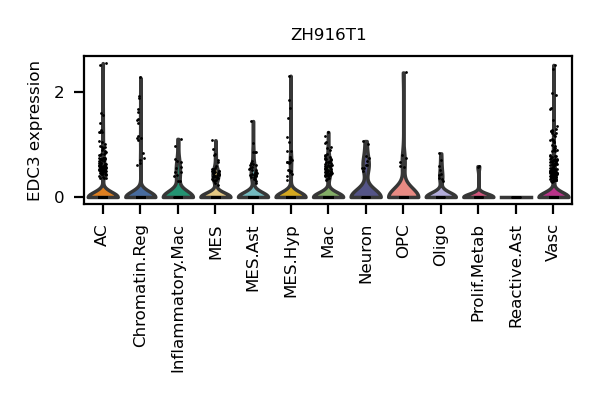 ZH916T1
EDC3 expression
2
0
AC
Chromatin.Reg
Inflammatory.Mac
MES
MES.Ast
MES.Hyp
Mac
Neuron
OPC
Oligo
Prolif.Metab
Reactive.Ast
Vasc